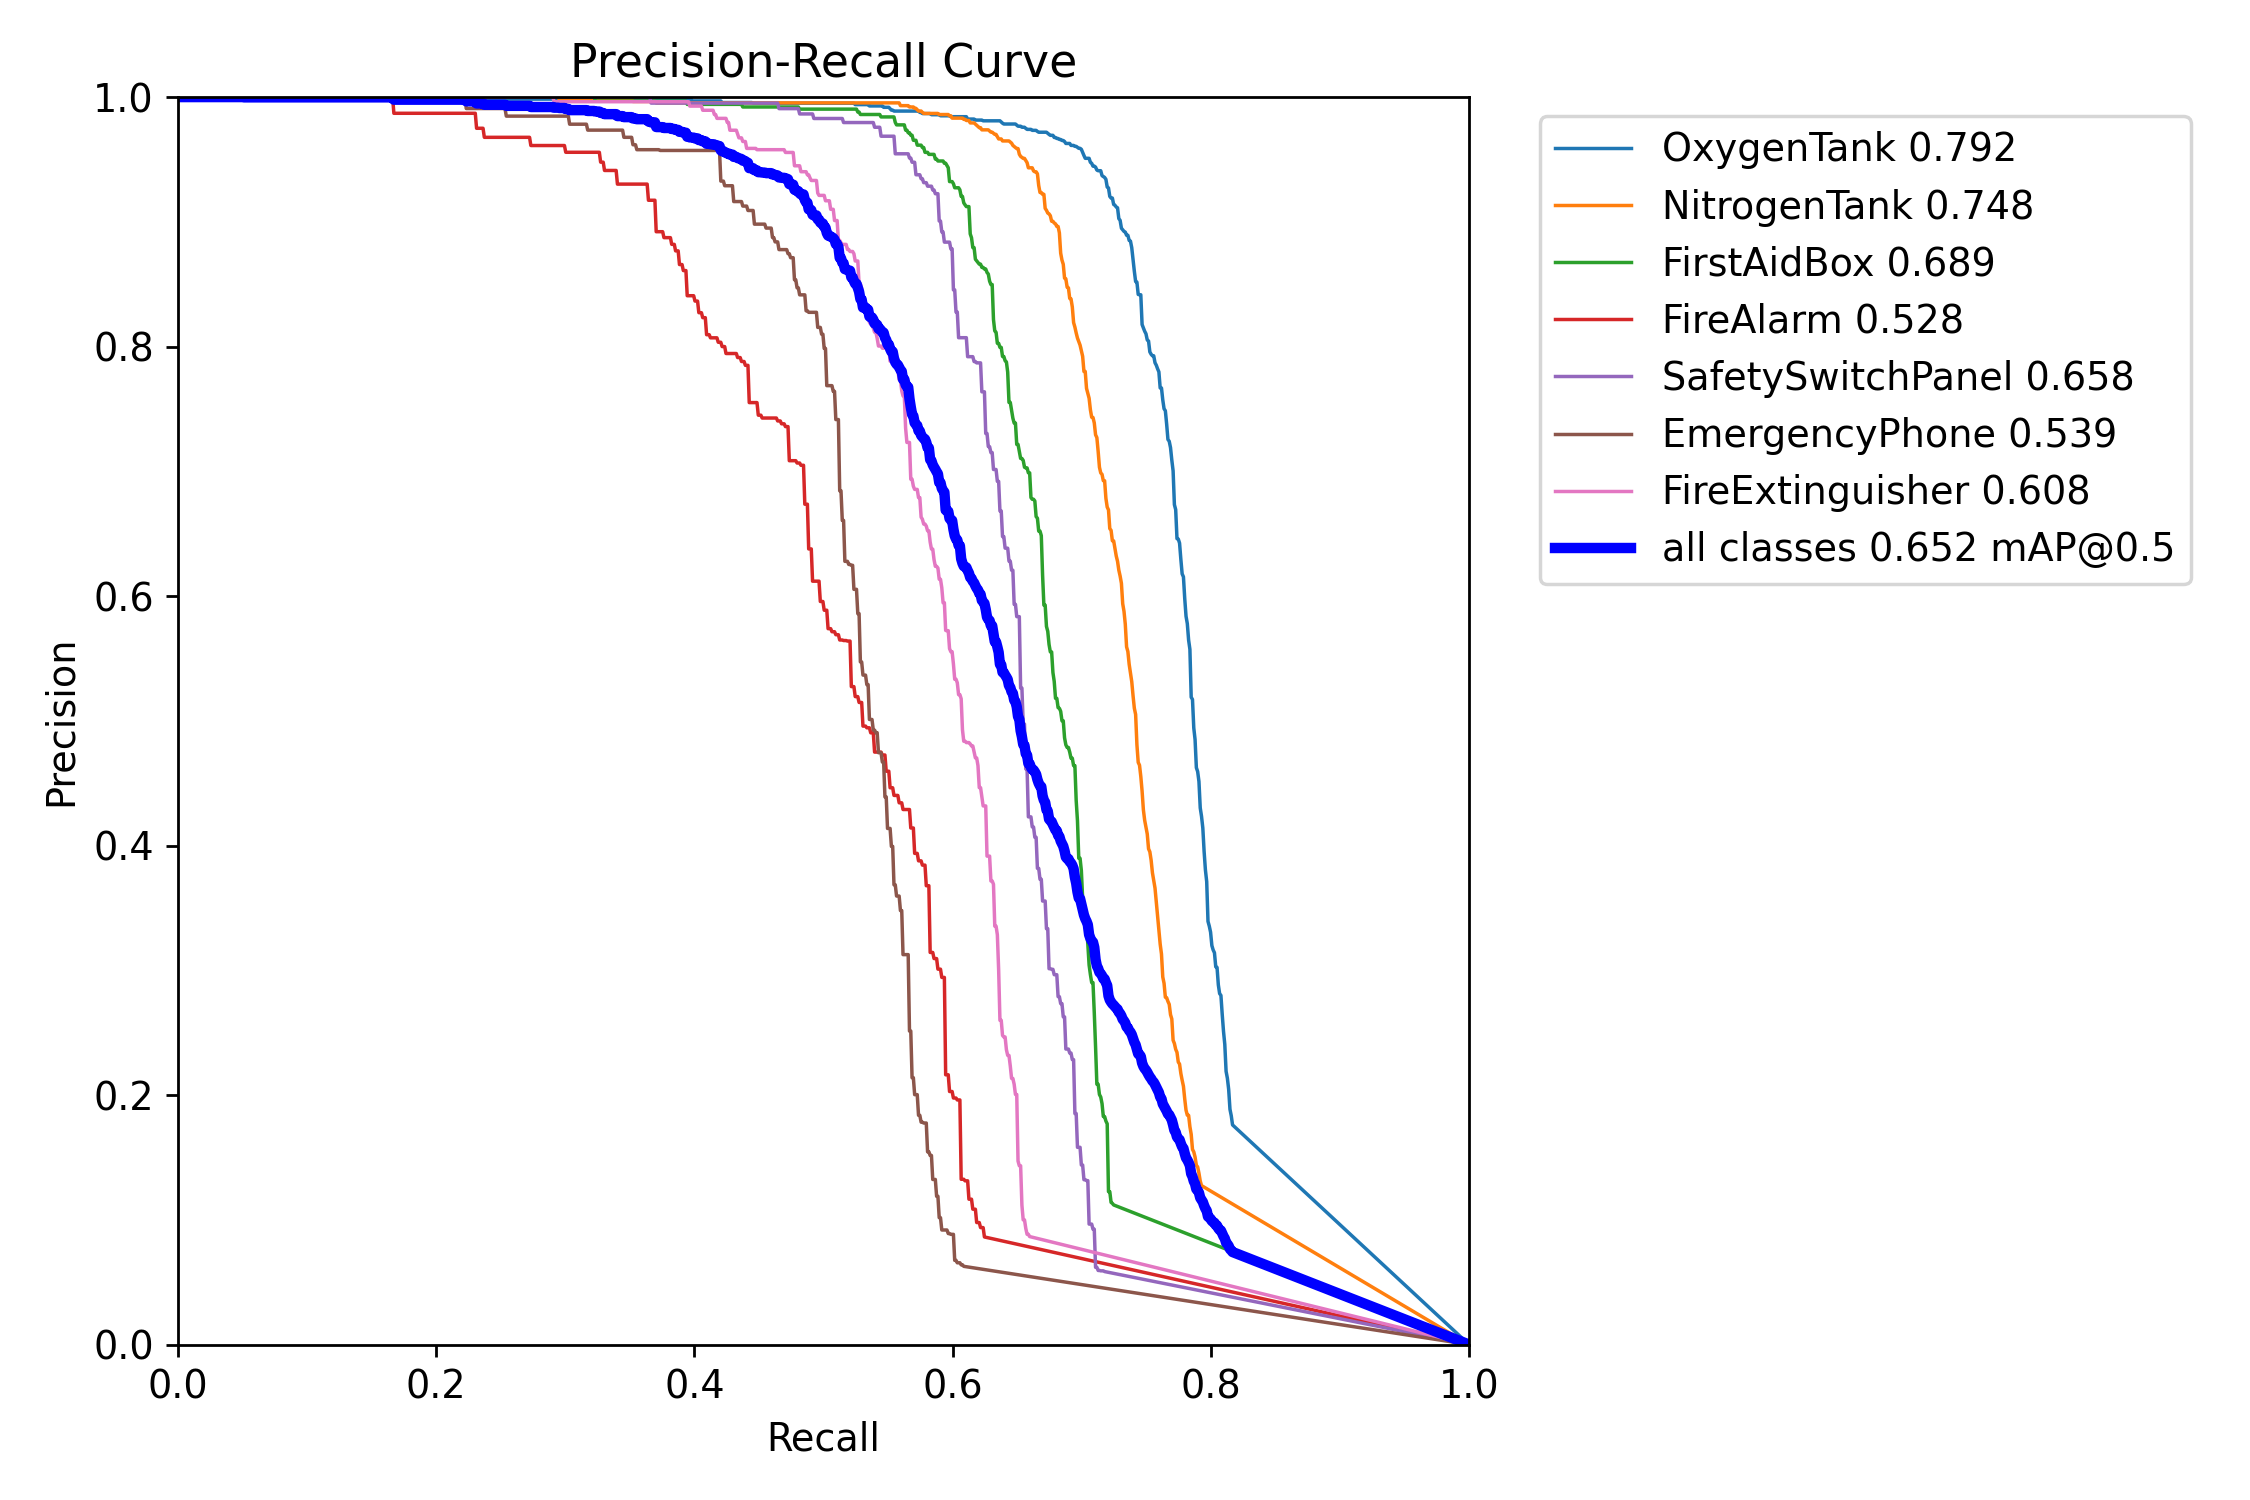 Precision-Recall Curve
1.0
0.8
0.6
0.4
0.2
0.0
Precision
0.0 0.2 0.4 0.6 0.8 1.0
Recall
OxygenTank 0.792
NitrogenTank 0.748
FirstAidBox 0.689
FireAlarm 0.528
SafetySwitchPanel 0.658
EmergencyPhone 0.539
FireExtinguisher 0.608
all classes 0.652 mAP@0.5